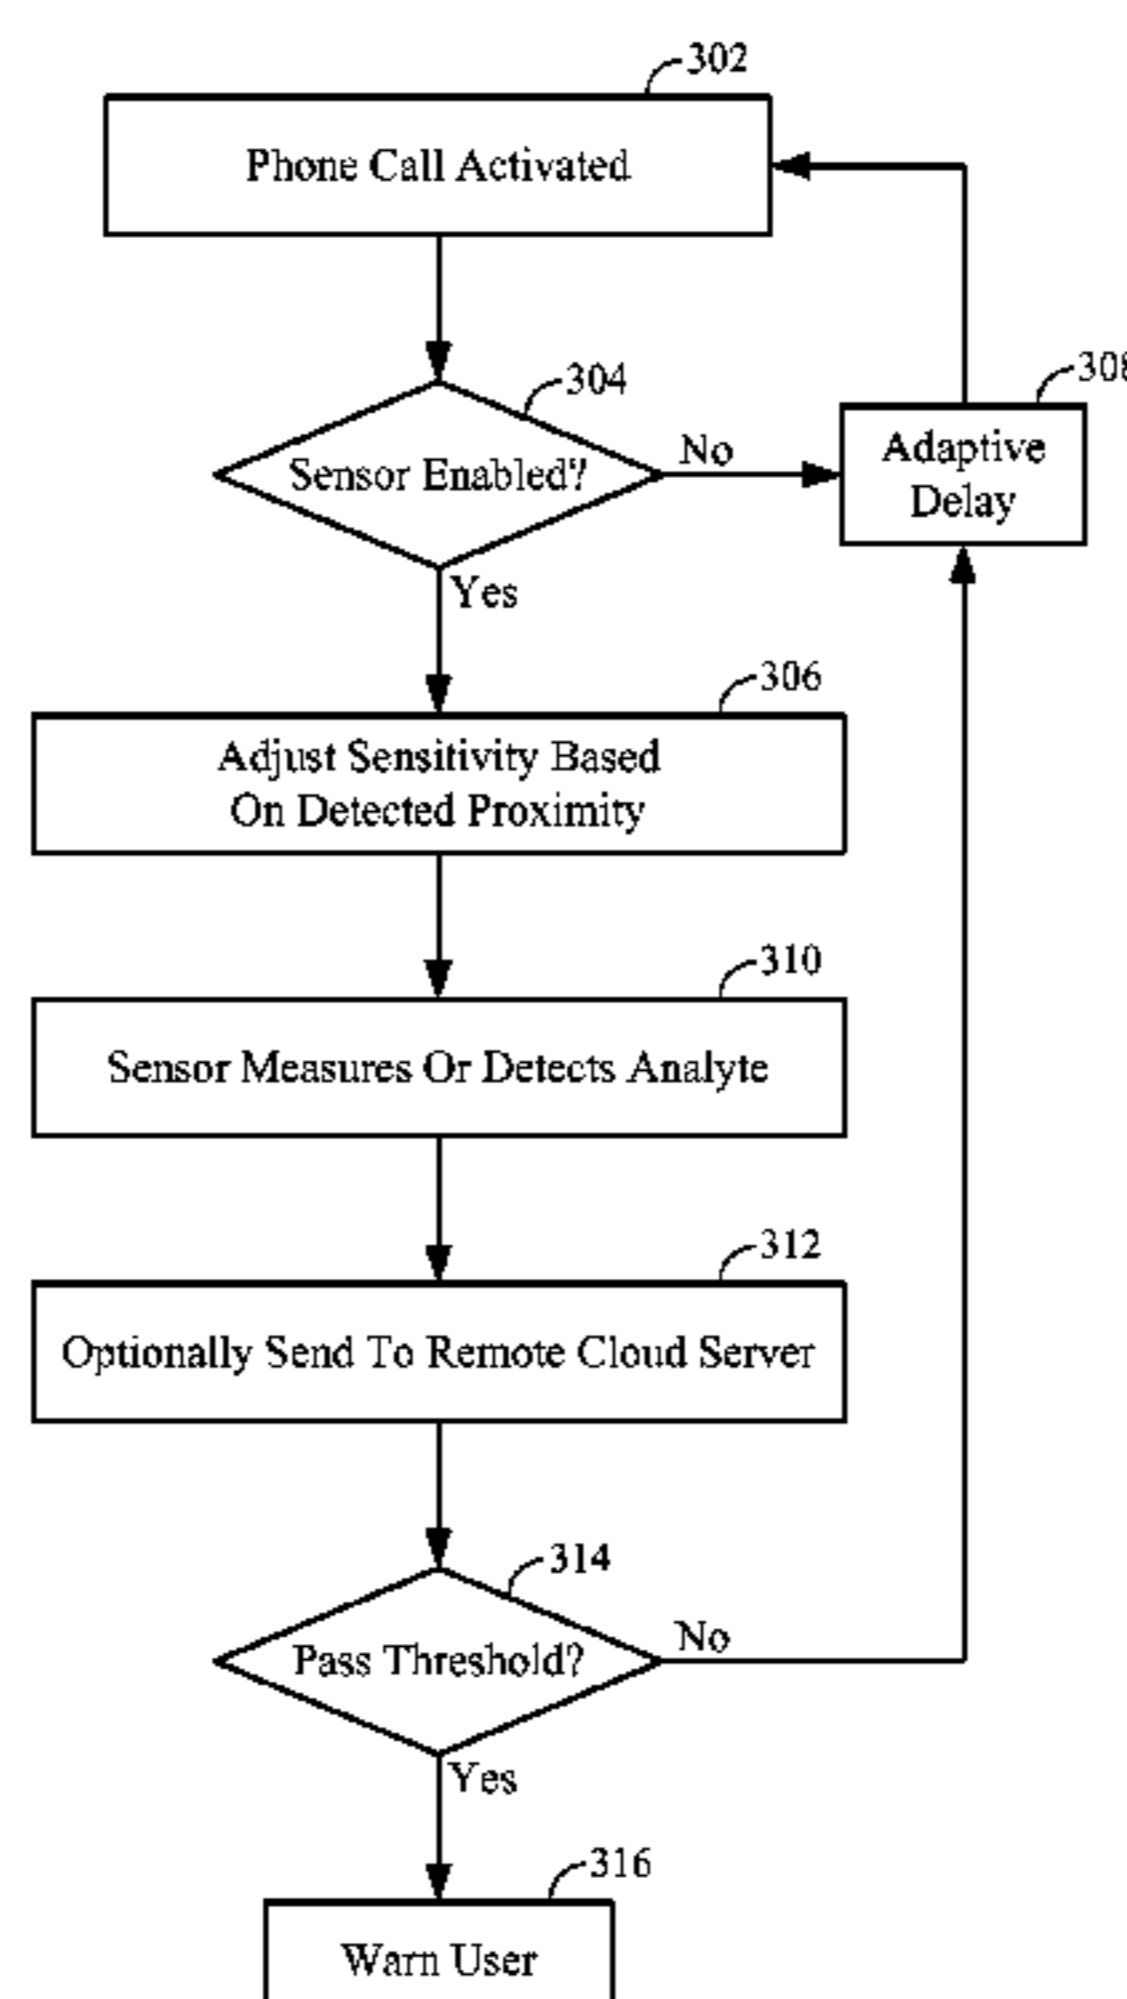 302
Phone Call Activated
304
Sensor Enabled?
No
308
Adaptive
Delay
Yes
306
Adjust Sensitivity Based
On Detected Proximity
310
Sensor Measures Or Detects Analyte
312
Optionally Send To Remote Cloud Server
314
Pass Threshold?
No
Yes
316
Warn User